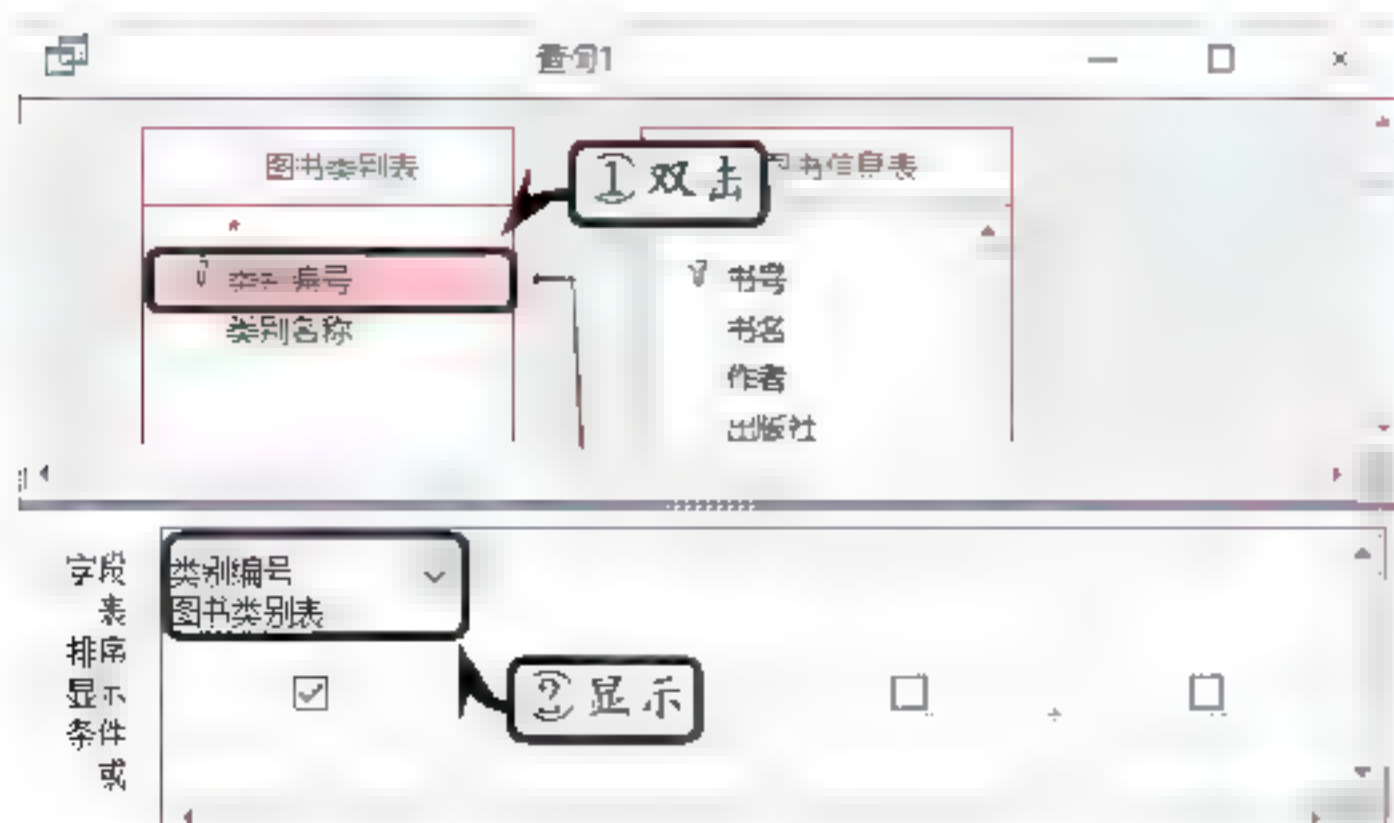 查询1
图书类别表
①双击
书信息表
*
类别编号
类别名称
书号
书名
作者
出版社
字段
类别编号
表
图书类别表
排序
显示
②显示
条件
或